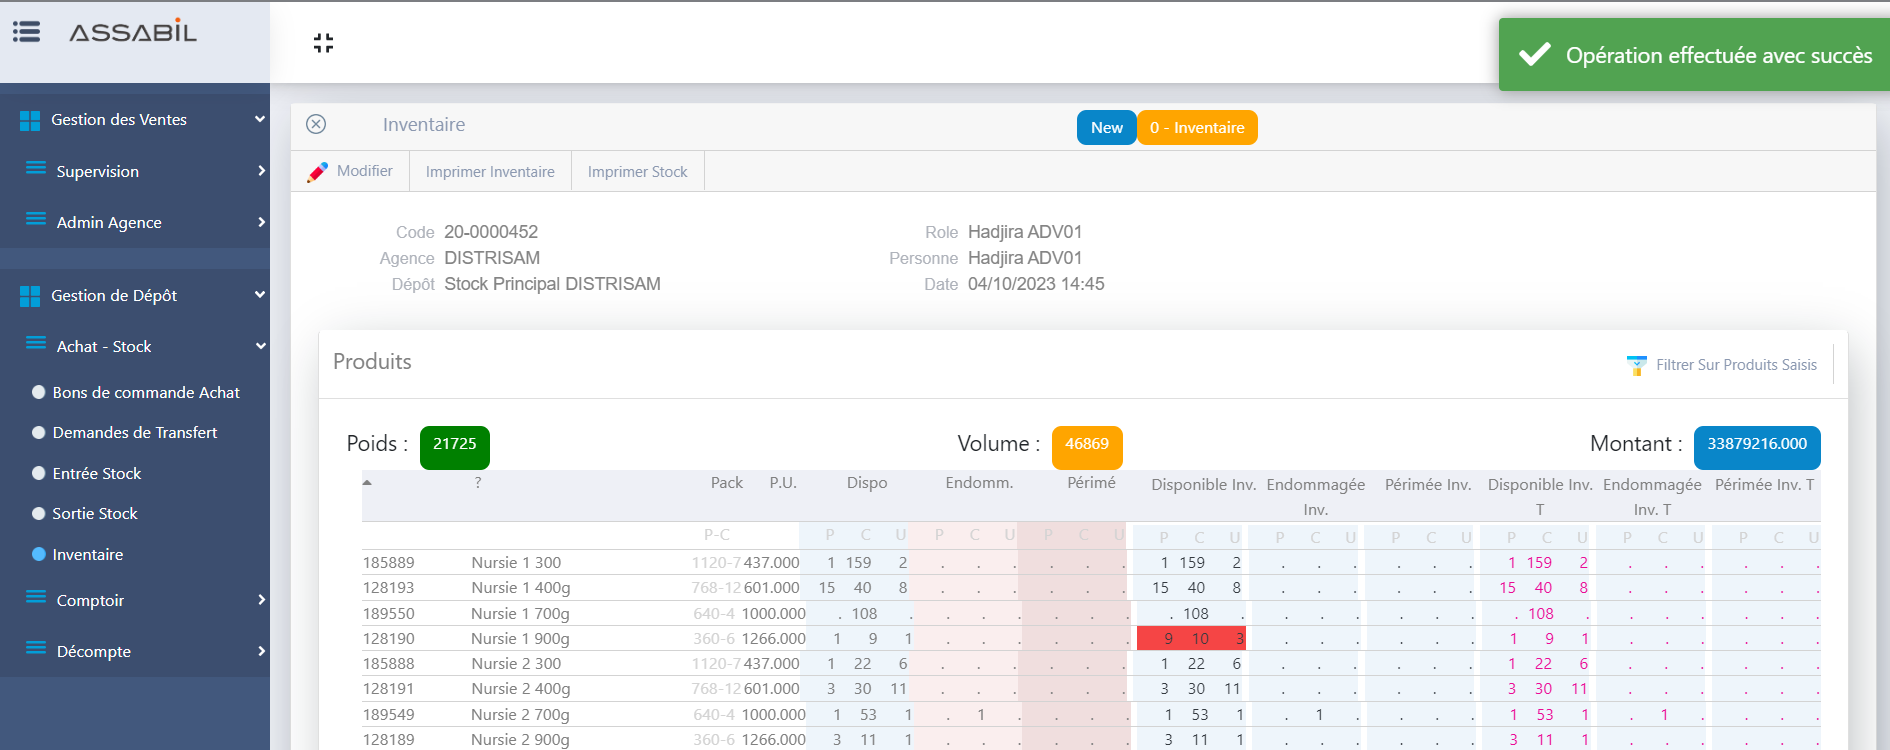 ASSABIL
Opération effectuée avec succès
Gestion des Ventes
Supervision
Admin Agence
Gestion de Dépôt
Achat - Stock
Bons de commande Achat
Demandes de Transfert
Entrée Stock
Sortie Stock
Inventaire
Comptoir
Décompte
Inventaire
New 0 - Inventaire
Modifier Imprimer Inventaire Imprimer Stock
Code 20-0000452 Role Hadjira ADV01
Agence DISTRISAM Personne Hadjira ADV01
Dépôt Stock Principal DISTRISAM Date 04/10/2023 14:45
Produits Filtrer Sur Produits Saisis
Poids : 21725 Volume : 46869 Montant : 33879216.000
? Pack P.U. Dispo Endomm. Périmé Disponible Inv. Endommagée Inv. Périmée Inv. Disponible Inv. T Endommagée Inv. T Périmée Inv. T
P-C P C U P C U P C U P C U P C U P C U P C U P C U P C U
185889 Nursie 1 300 1120-7 437.000 1 159 2 . . . . . . 1 159 2 . . . . . . 1 159 2 . . . . . .
128193 Nursie 1 400g 768-12 601.000 15 40 8 . . . . . . 15 40 8 . . . . . . 15 40 8 . . . . . .
189550 Nursie 1 700g 640-4 1000.000 . 108 . . . . . . . . 108 . . . . . . . . 108 . . . . . . .
128190 Nursie 1 900g 360-6 1266.000 1 9 1 . . . . . . 9 10 3 . . . . . . 1 9 1 . . . . . .
185888 Nursie 2 300 1120-7 437.000 1 22 6 . . . . . . 1 22 6 . . . . . . 1 22 6 . . . . . .
128191 Nursie 2 400g 768-12 601.000 3 30 11 . . . . . . 3 30 11 . . . . . . 3 30 11 . . . . . .
189549 Nursie 2 700g 640-4 1000.000 1 53 1 . 1 . . . . 1 53 1 . 1 . . . . 1 53 1 . 1 . . . .
128189 Nursie 2 900g 360-6 1266.000 3 11 1 . . . . . . 3 11 1 . . . . . . 3 11 1 . . . . . .